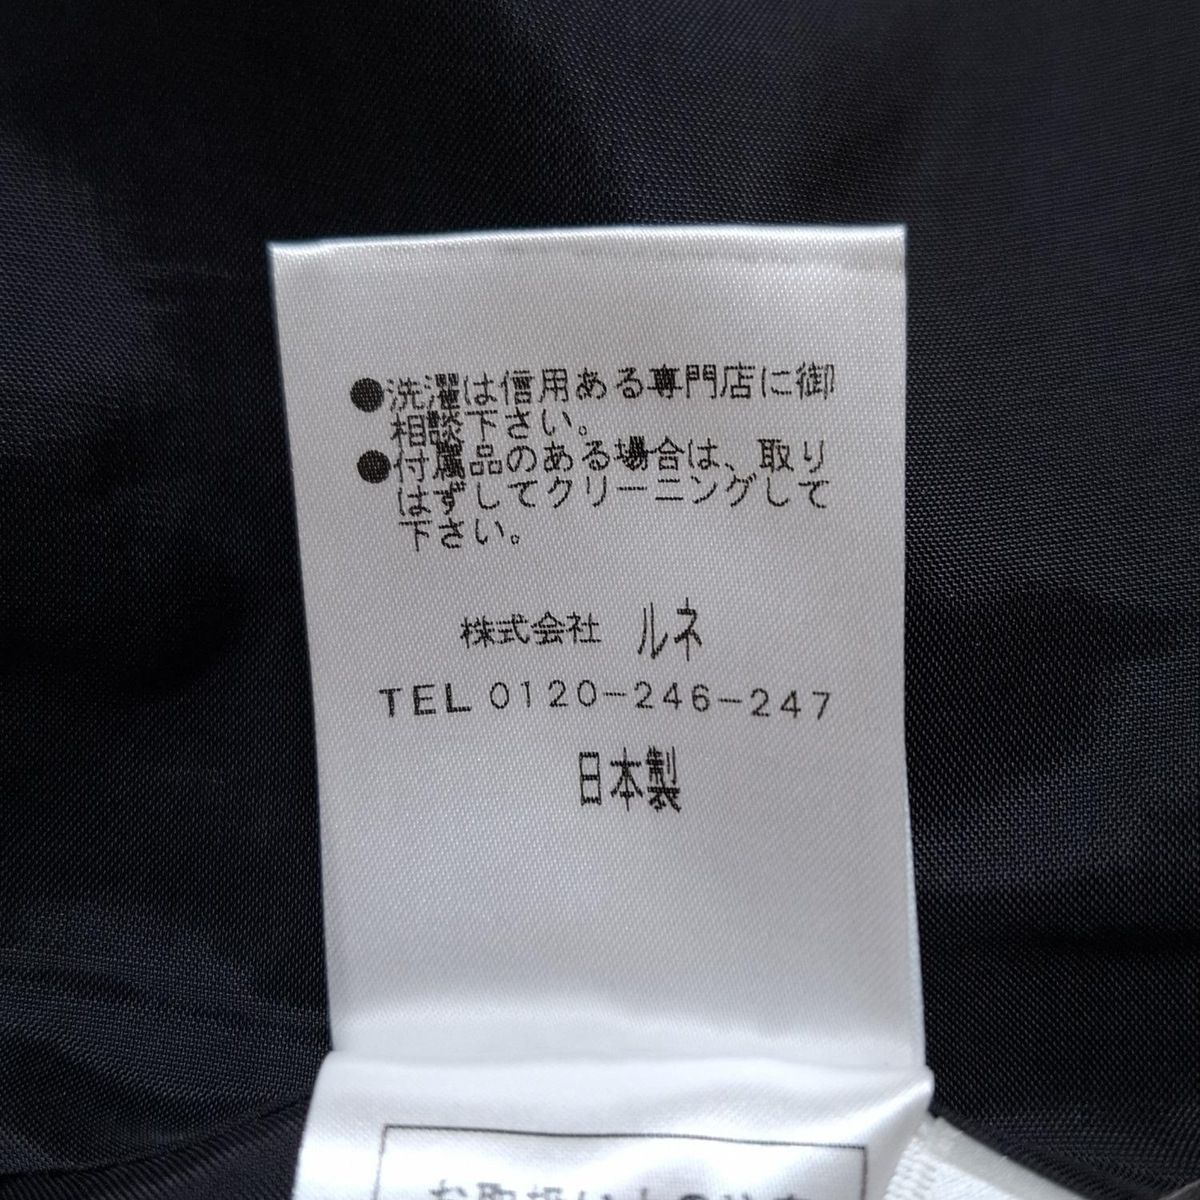 ●洗濯は信用ある専門店に御
相談下さい。
●付属品のある場合は、取り
はずしてクリーニングして
下さい。
株式会社 ルネ
TEL 0120-246-247
日本製